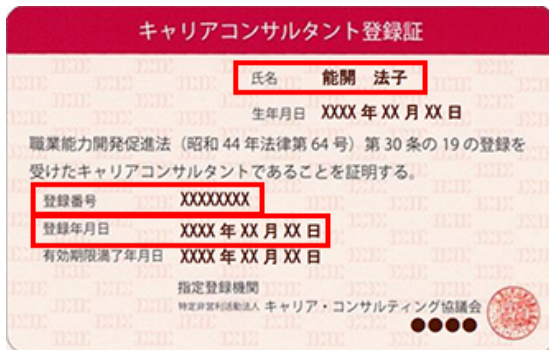 キャリアコンサルタント登録証
氏名 能開 法子
生年月日 XXXX 年 XX 月 XX 日
職業能力開発促進法（昭和 44 年法律第 64 号）第 30 条の 19 の登録を
受けたキャリアコンサルタントであることを証明する。
登録番号 XXXXXXXX
登録年月日 XXXX 年 XX 月 XX 日
有効期限満了年月日 XXXX 年 XX 月 XX 日
指定登録機関
特定非営利活動法人 キャリア・コンサルティング協議会
●●●●